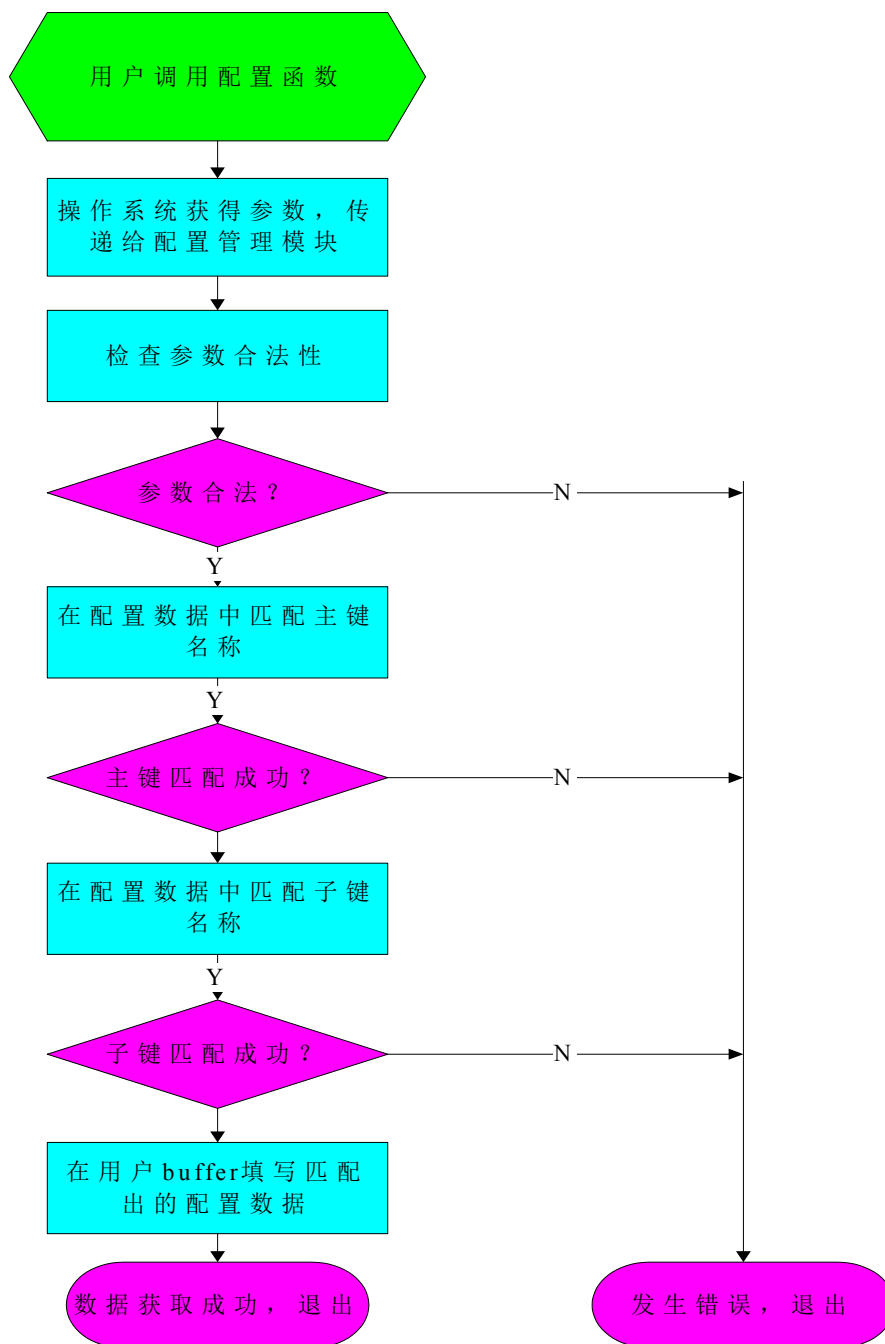 用户调用配置函数
操作系统获得参数，传
递给配置管理模块
检查参数合法性
参数合法？
N
Y
在配置数据中匹配主键
名称
Y
主键匹配成功？
N
在配置数据中匹配子键
名称
Y
子键匹配成功？
N
在用户buffer填写匹配
出的配置数据
数据获取成功，退出
发生错误，退出